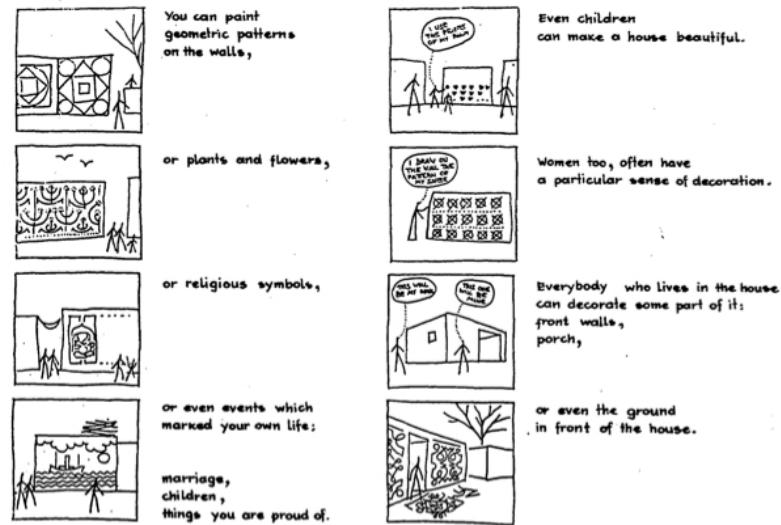 You can paint
geometric patterns
on the walls,
or plants and flowers,
or religious symbols,
or even events which
marked your own life:
marriage,
children,
things you are proud of.
I USE
THE PRINTS
OF MY PALM
Even children
can make a house beautiful.
I DRAW ON
THE WALL THE
PATTERN OF
MY SAREE
Women too, often have
a particular sense of decoration.
THIS WILL
BE MY
THIS ONE
WILL BE
MINE
Everybody who lives in the house
can decorate some part of it:
front walls,
porch,
or even the ground
in front of the house.